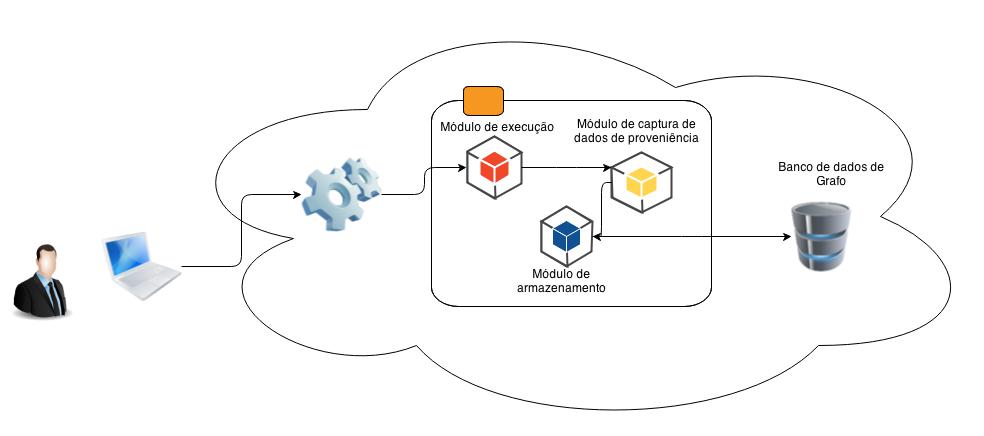 Módulo de execução
Módulo de captura de
dados de proveniência
Banco de dados de
Grafo
Módulo de
armazenamento